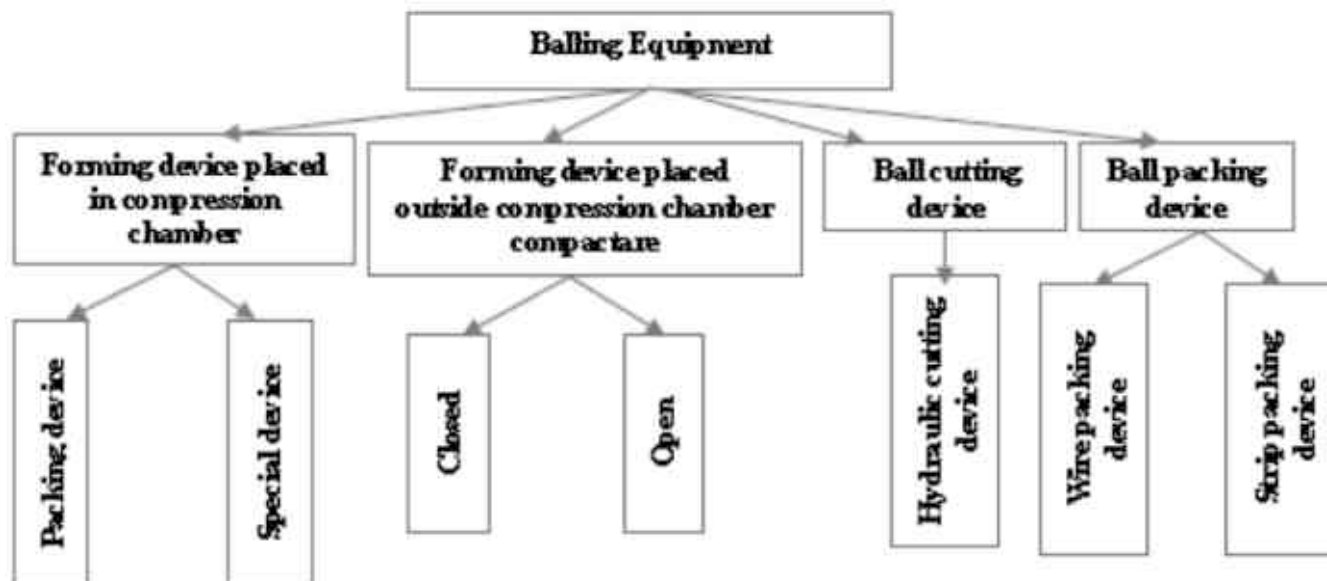 Balling Equipment
Forming device placed
in compression
chamber
Forming device placed
outside compression chamber
compactare
Ball cutting
device
Ball packing
device
Packing device
Special device
Closed
Open
Hydraulic cutting
device
Wire packing
device
Strip packing
device